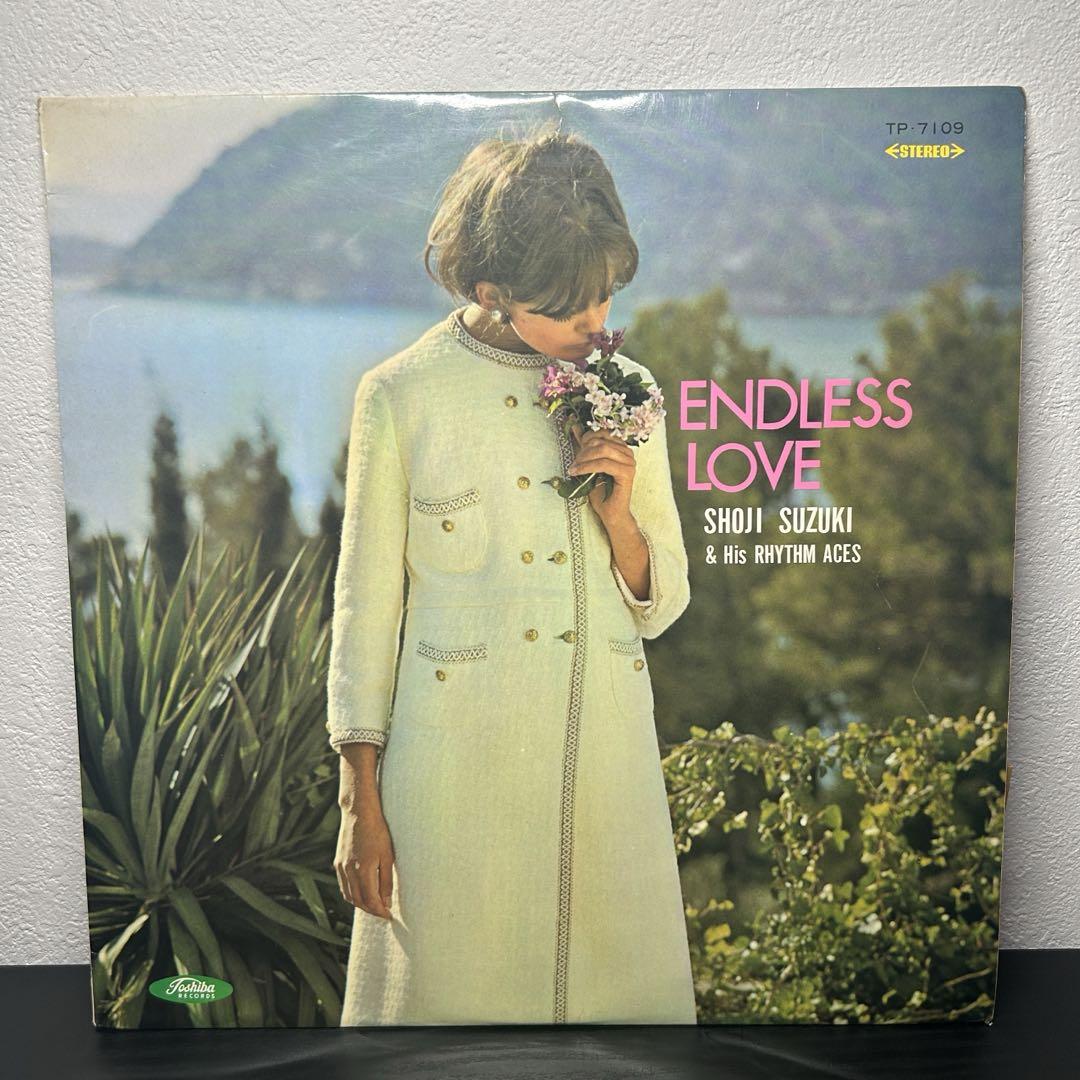 TP-7109
STEREO
ENDLESS
LOVE
SHOJI SUZUKI
& His RHYTHM ACES
Toshiba
RECORDS